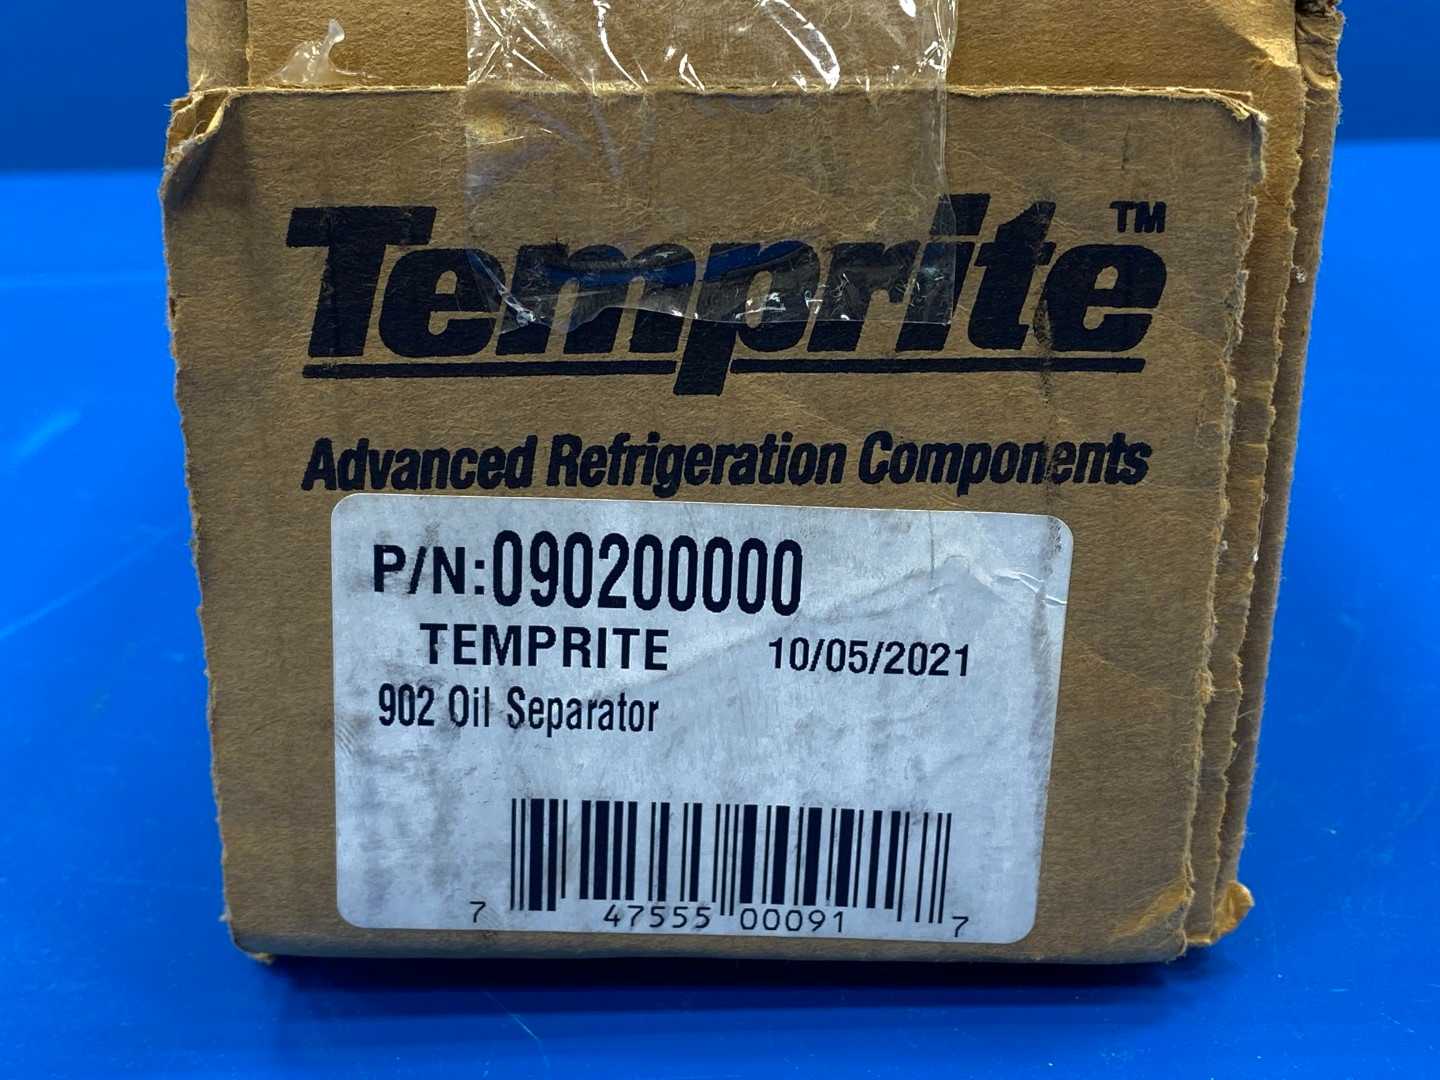 Temprite™
Advanced Refrigeration Components
P/N:090200000
TEMPRITE 10/05/2021
902 Oil Separator
7 47555 00091 7